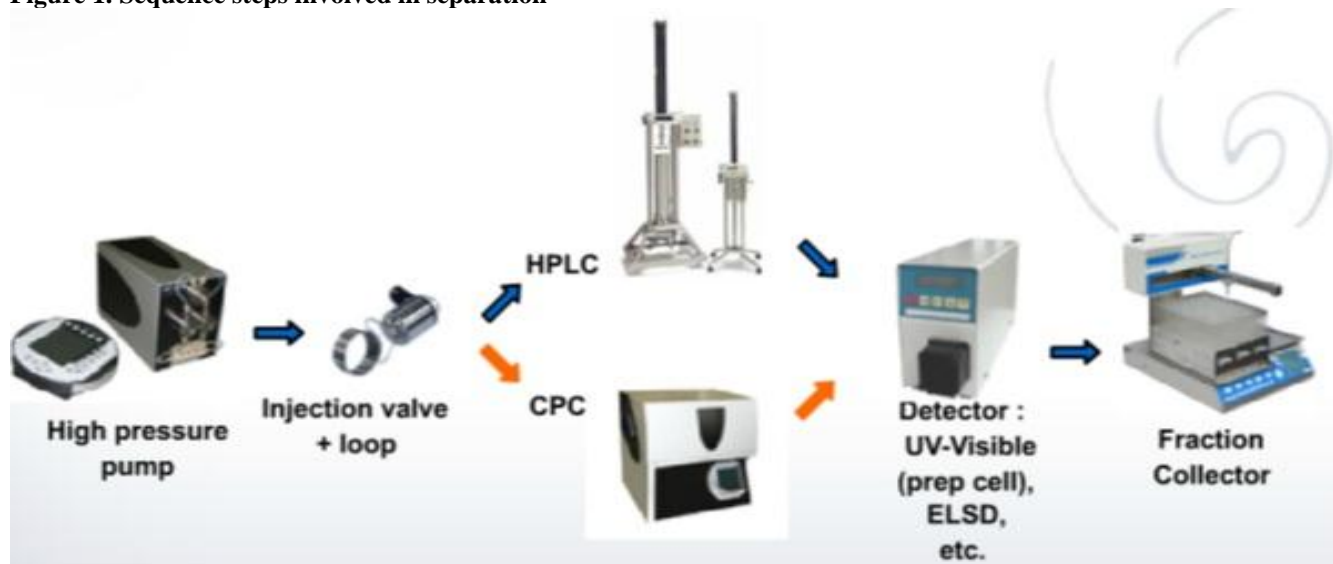 Figure 1. Sequence steps involved in separation
HPLC
CPC
High pressure
pump
Injection valve
+ loop
Detector :
UV-Visible
(prep cell),
ELSD,
etc.
Fraction
Collector